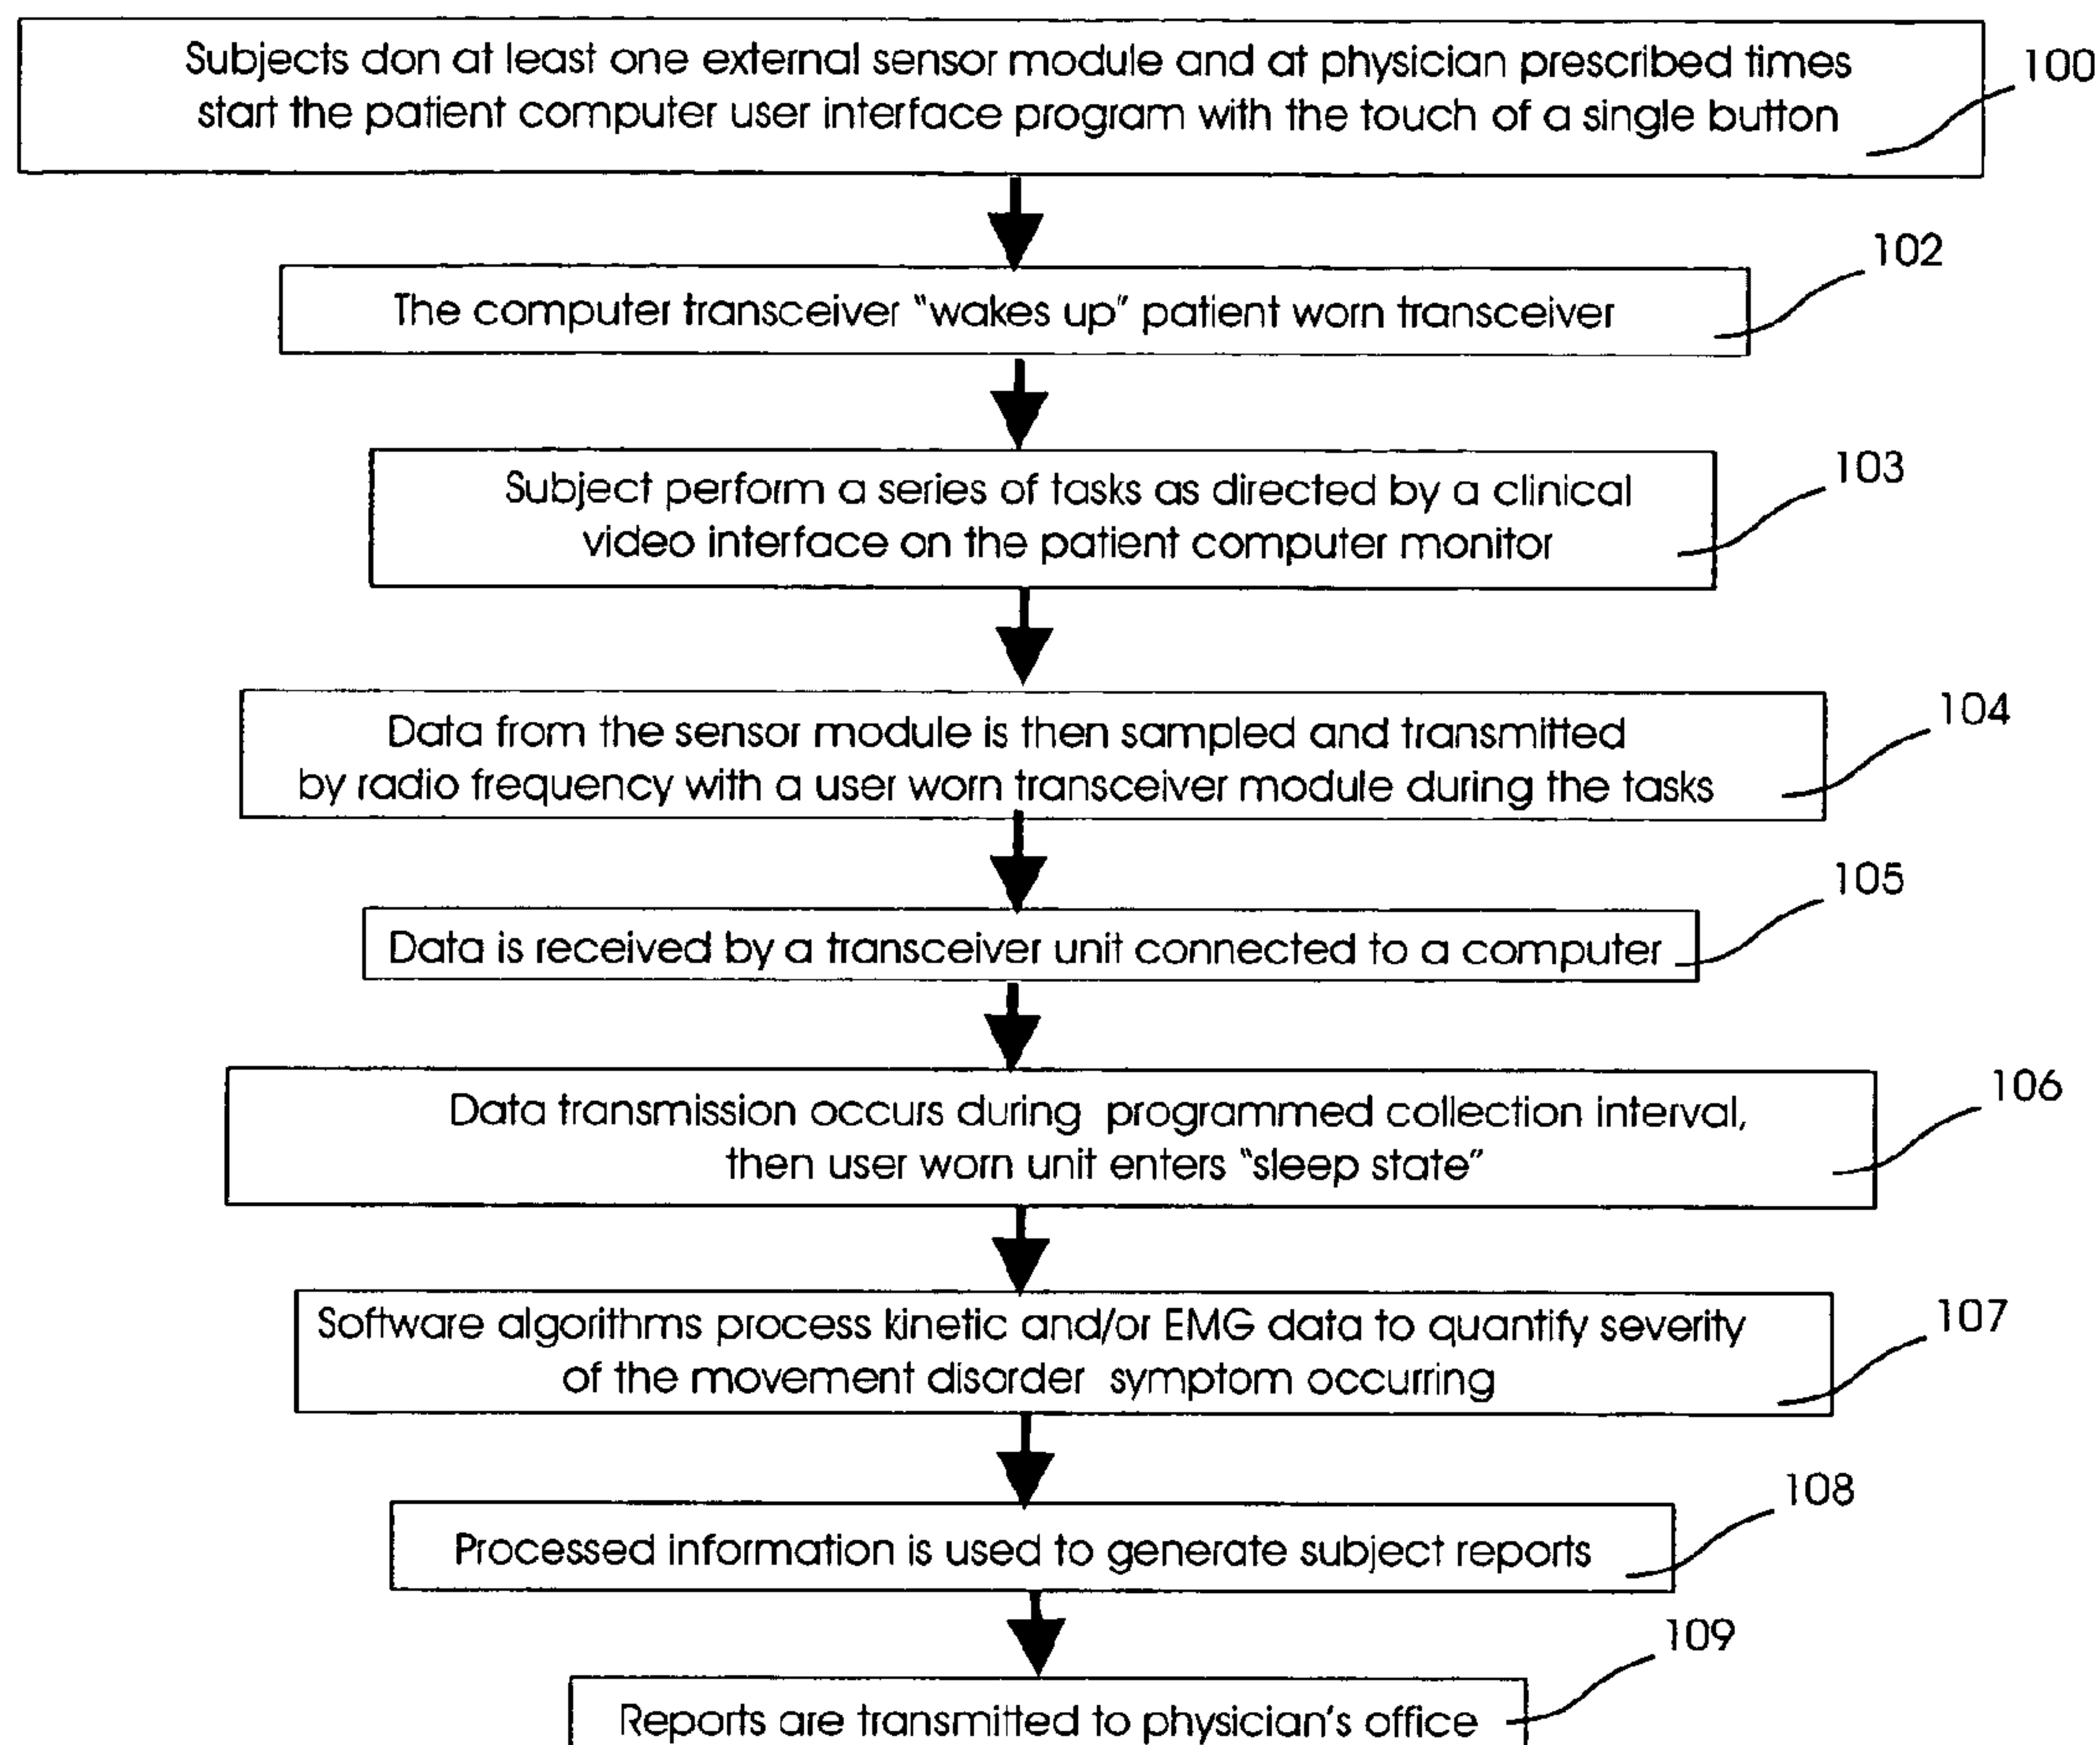 Subjects don at least one external sensor module and at physician prescribed times
start the patient computer user interface program with the touch of a single button
100
The computer transceiver "wakes up" patient worn transceiver
102
Subject perform a series of tasks as directed by a clinical
video interface on the patient computer monitor
103
Data from the sensor module is then sampled and transmitted
by radio frequency with a user worn transceiver module during the tasks
104
Data is received by a transceiver unit connected to a computer
105
Data transmission occurs during programmed collection interval,
then user worn unit enters "sleep state"
106
Software algorithms process kinetic and/or EMG data to quantify severity
of the movement disorder symptom occurring
107
Processed information is used to generate subject reports
108
Reports are transmitted to physician's office
109